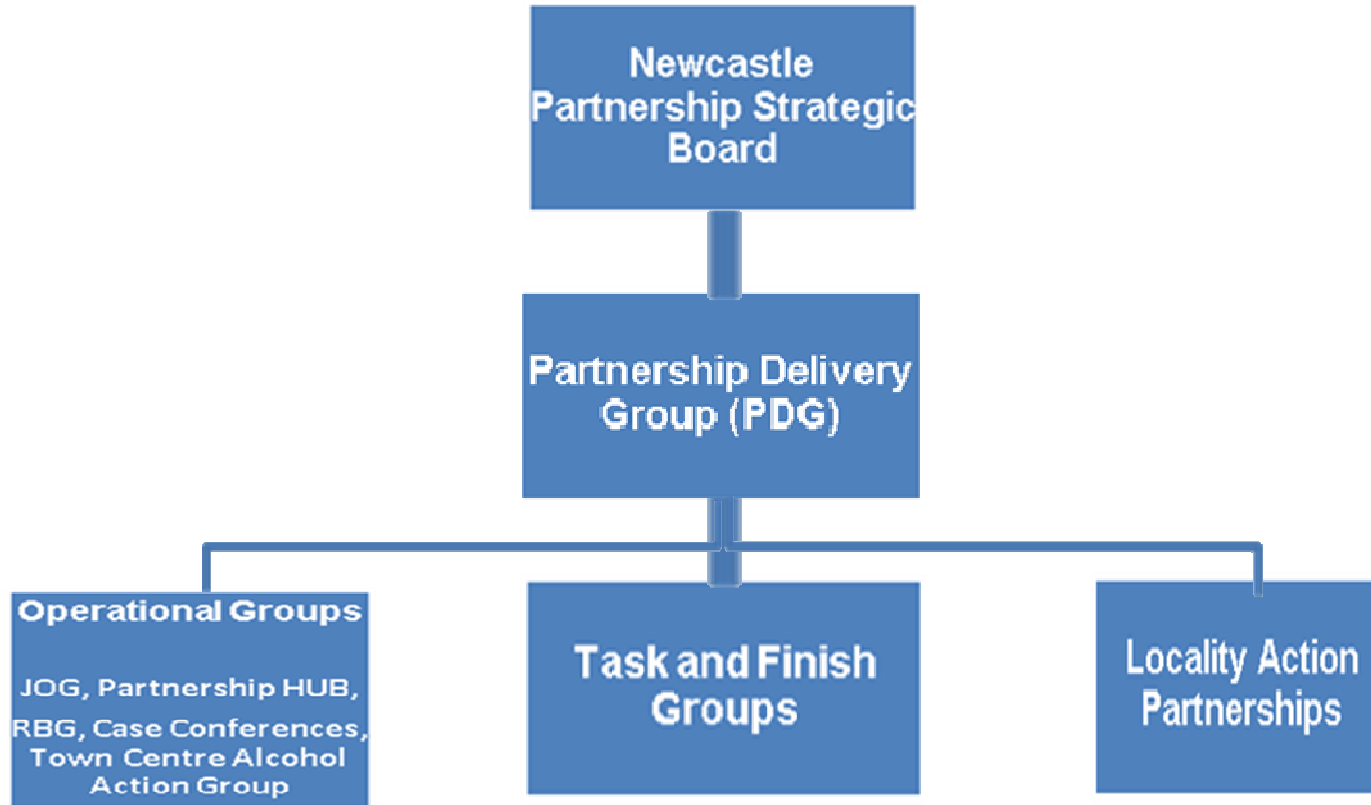 Newcastle
Partnership Strategic
Board
Partnership Delivery
Group (PDG)
Operational Groups
JOG, Partnership HUB,
RBG, Case Conferences,
Town Centre Alcohol
Action Group
Task and Finish
Groups
Locality Action
Partnerships